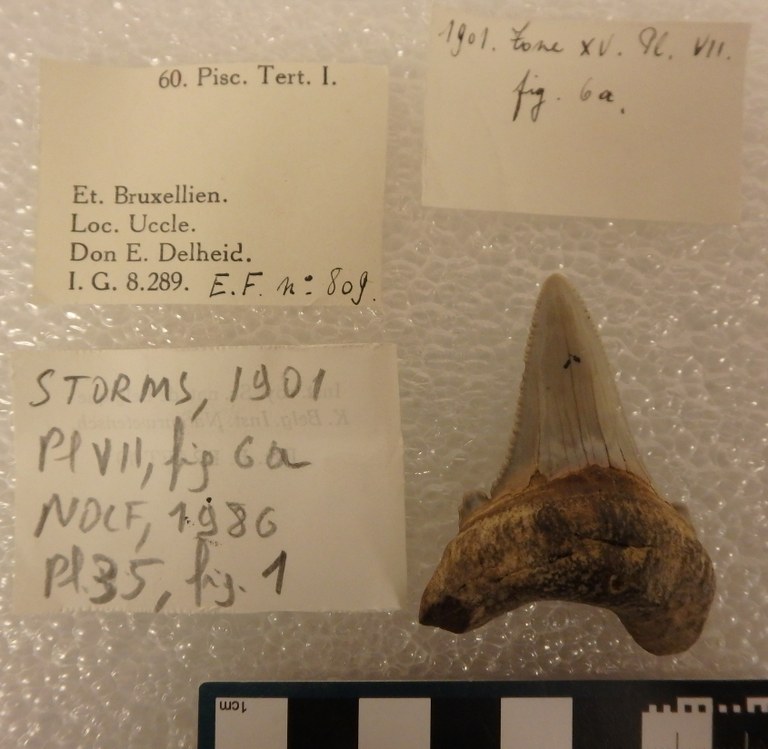 60. Pisc. Tert. I.
Et. Bruxellien.
Loc. Uccle.
Don E. Delheid.
I. G. 8.289. E.F. n° 809.
1901. Tome XV. Pl. VII.
fig. 6a.
STORMS, 1901
Pl VII, fig 6a
NOLF, 1986
Pl.35, fig. 1
1cm